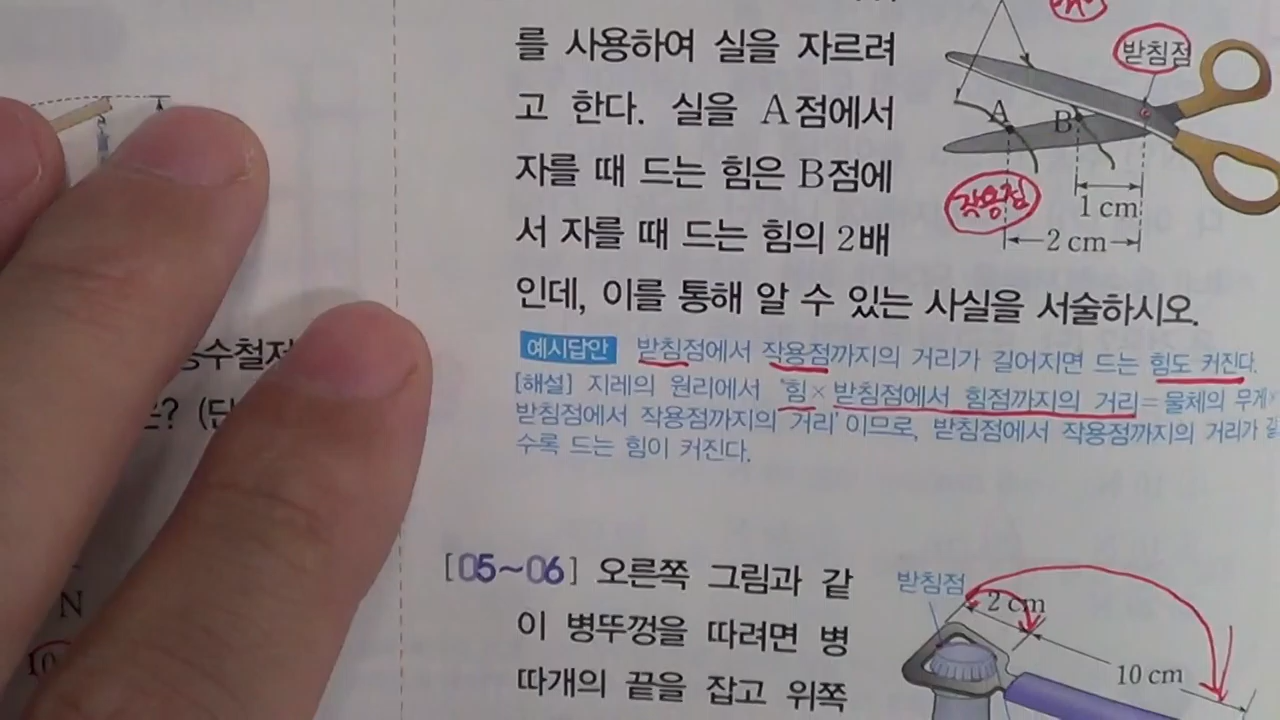 를 사용하여 실을 자르려
고 한다. 실을 A점에서
자를 때 드는 힘은 B점에
서 자를 때 드는 힘의 2배
인데, 이를 통해 알 수 있는 사실을 서술하시오.
받침점
A
B
작용점
1 cm
2 cm
예시답안 받침점에서 작용점까지의 거리가 길어지면 드는 힘도 커진다.
[해설] 지레의 원리에서 '힘×받침점에서 힘점까지의 거리=물체의 무게×
받침점에서 작용점까지의 거리'이므로, 받침점에서 작용점까지의 거리가 길
수록 드는 힘이 커진다.
용수철저
은? (단
N
10
[05~06] 오른쪽 그림과 같
이 병뚜껑을 따려면 병
따개의 끝을 잡고 위쪽
받침점
2 cm
10 cm